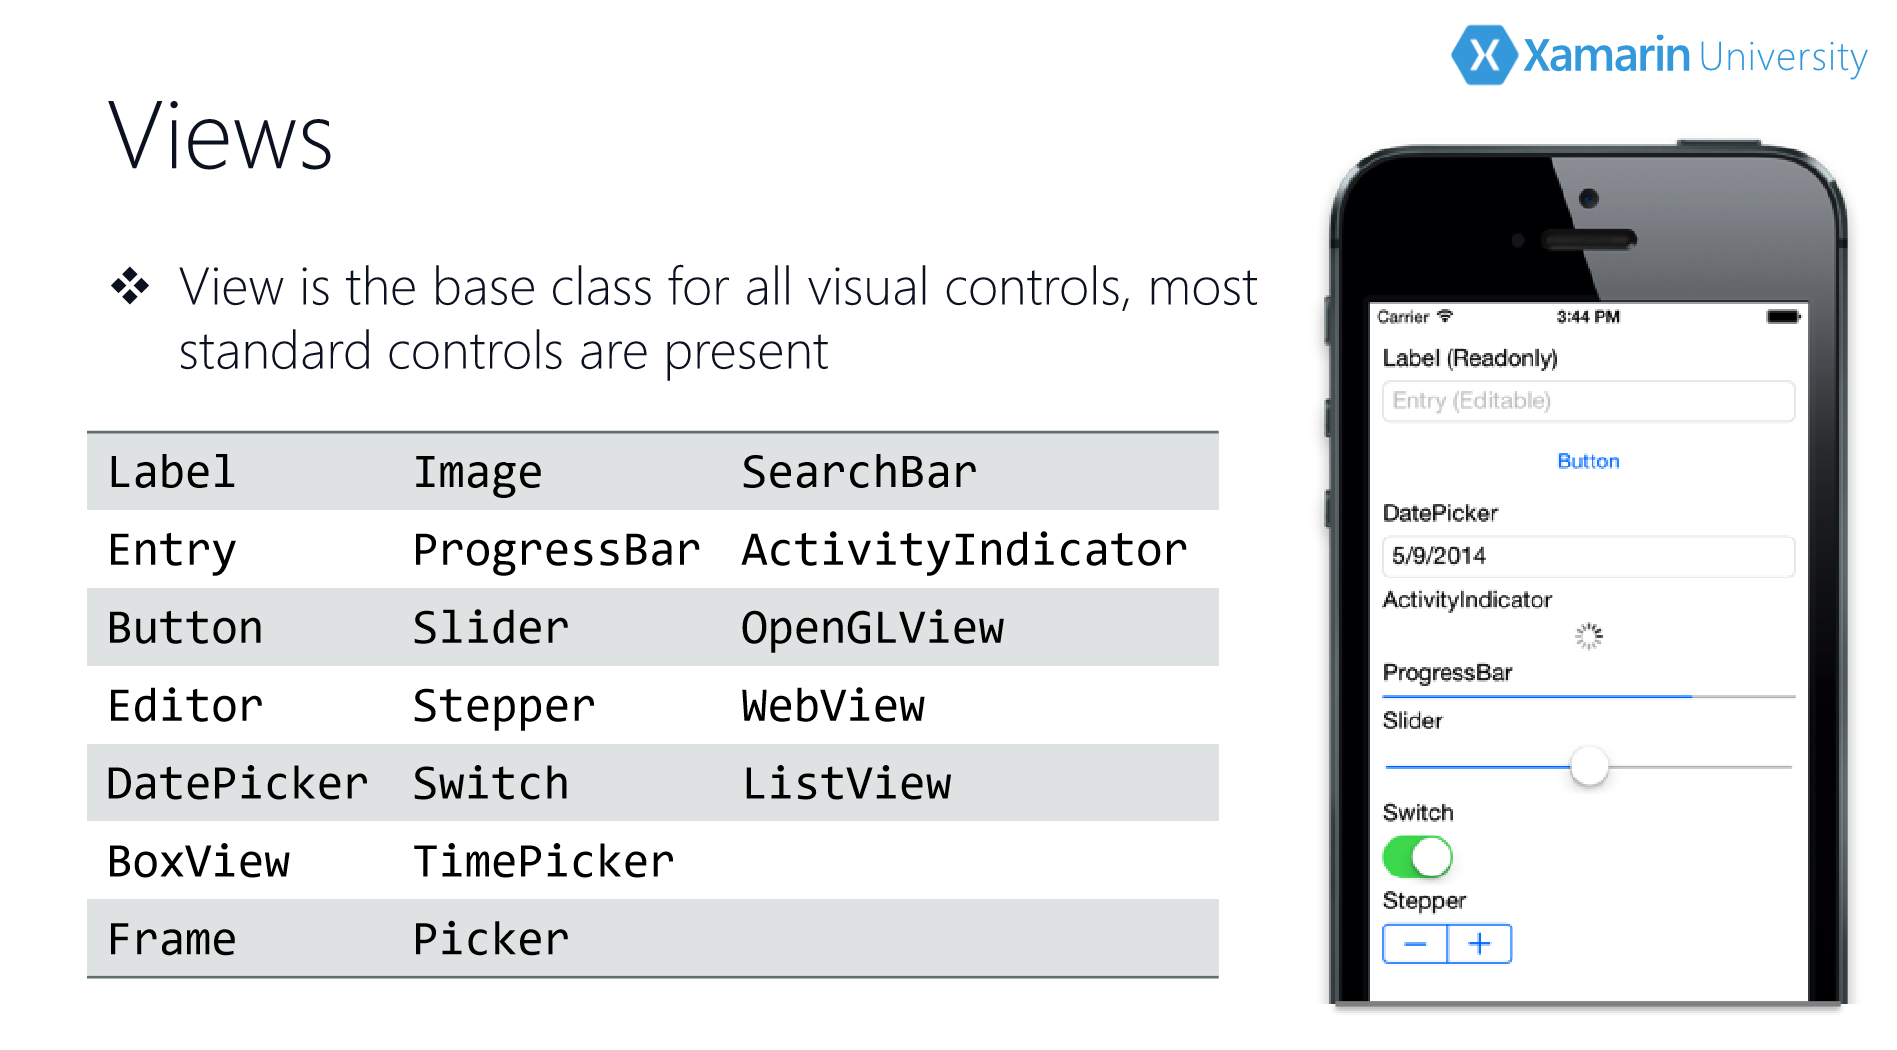 Xamarin University
Views
❖ View is the base class for all visual controls, most
standard controls are present
Label Image SearchBar
Entry ProgressBar ActivityIndicator
Button Slider OpenGLView
Editor Stepper WebView
DatePicker Switch ListView
BoxView TimePicker
Frame Picker
Carrier 3:44 PM
Label (Readonly)
Entry (Editable)
Button
DatePicker
5/9/2014
ActivityIndicator
ProgressBar
Slider
Switch
Stepper
− +